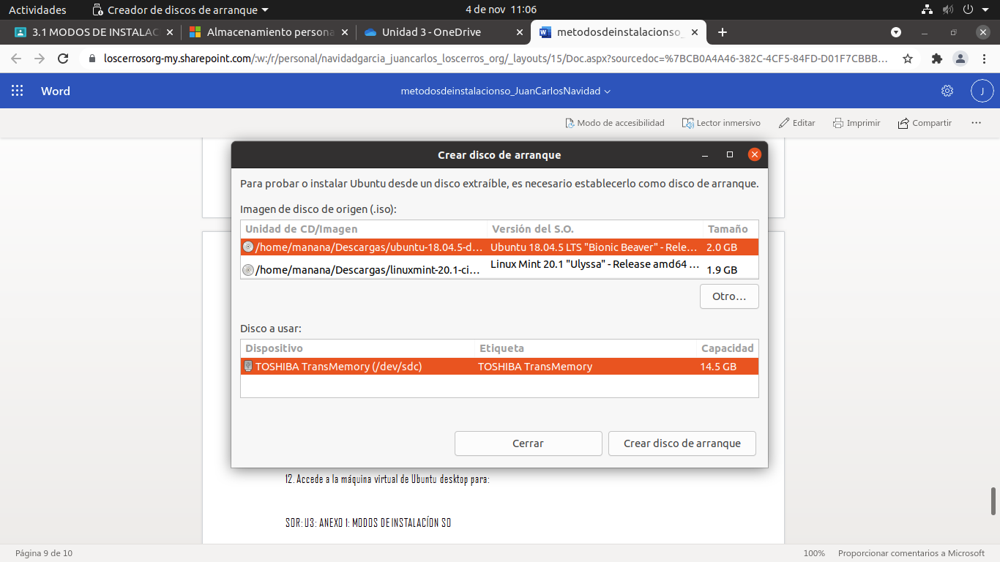 Actividades
Creador de discos de arranque
4 de nov 11:06
3.1 MODOS DE INSTALAC
Almacenamiento persona
Unidad 3 - OneDrive
metodosdeinstalacionso_
loscerrosorg-my.sharepoint.com/:w:/r/personal/navidadgarcia_juancarlos_loscerros_org/_layouts/15/Doc.aspx?sourcedoc=%7BCB0A4A46-382C-4CF5-84FD-D01F7CBBB...
Word
metodosdeinstalacionso_JuanCarlosNavidad
J
Modo de accesibilidad
Lector inmersivo
Editar
Imprimir
Compartir
Crear disco de arranque
Para probar o instalar Ubuntu desde un disco extraíble, es necesario establecerlo como disco de arranque.
Imagen de disco de origen (.iso):
Unidad de CD/Imagen Versión del S.O. Tamaño
/home/manana/Descargas/ubuntu-18.04.5-d... Ubuntu 18.04.5 LTS "Bionic Beaver" - Rele... 2.0 GB
/home/manana/Descargas/linuxmint-20.1-ci... Linux Mint 20.1 "Ulyssa" - Release amd64 ... 1.9 GB
Otro...
Disco a usar:
Dispositivo Etiqueta Capacidad
TOSHIBA TransMemory (/dev/sdc) TOSHIBA TransMemory 14.5 GB
Cerrar
Crear disco de arranque
12. Accede a la máquina virtual de Ubuntu desktop para:
SOR: U3: ANEXO 1: MODOS DE INSTALACÍON SO
Página 9 de 10
100%
Proporcionar comentarios a Microsoft